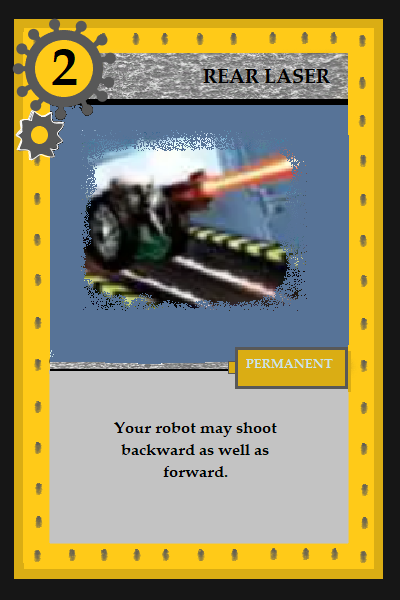 2
REAR LASER
PERMANENT
Your robot may shoot
backward as well as
forward.